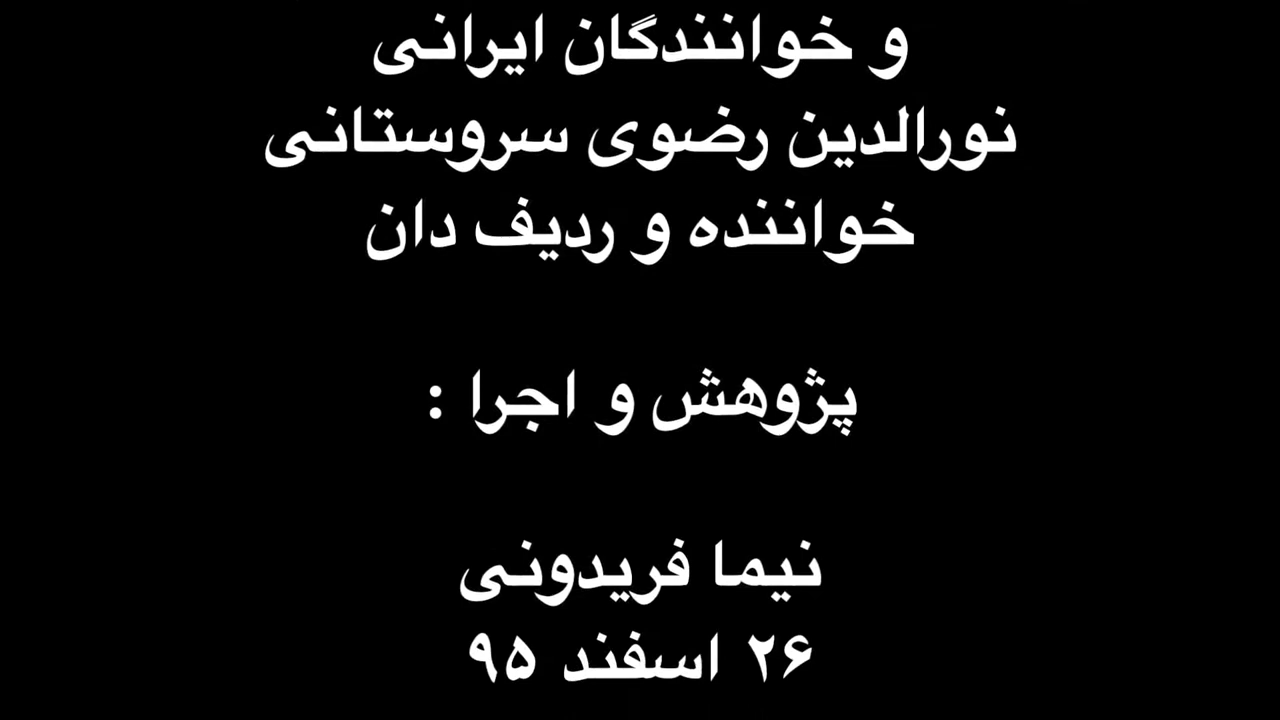 و خوانندگان ایرانی
نورالدین رضوی سروستانی
خواننده و ردیف دان
پژوهش و اجرا :
نیما فریدونی
۲۶ اسفند ۹۵